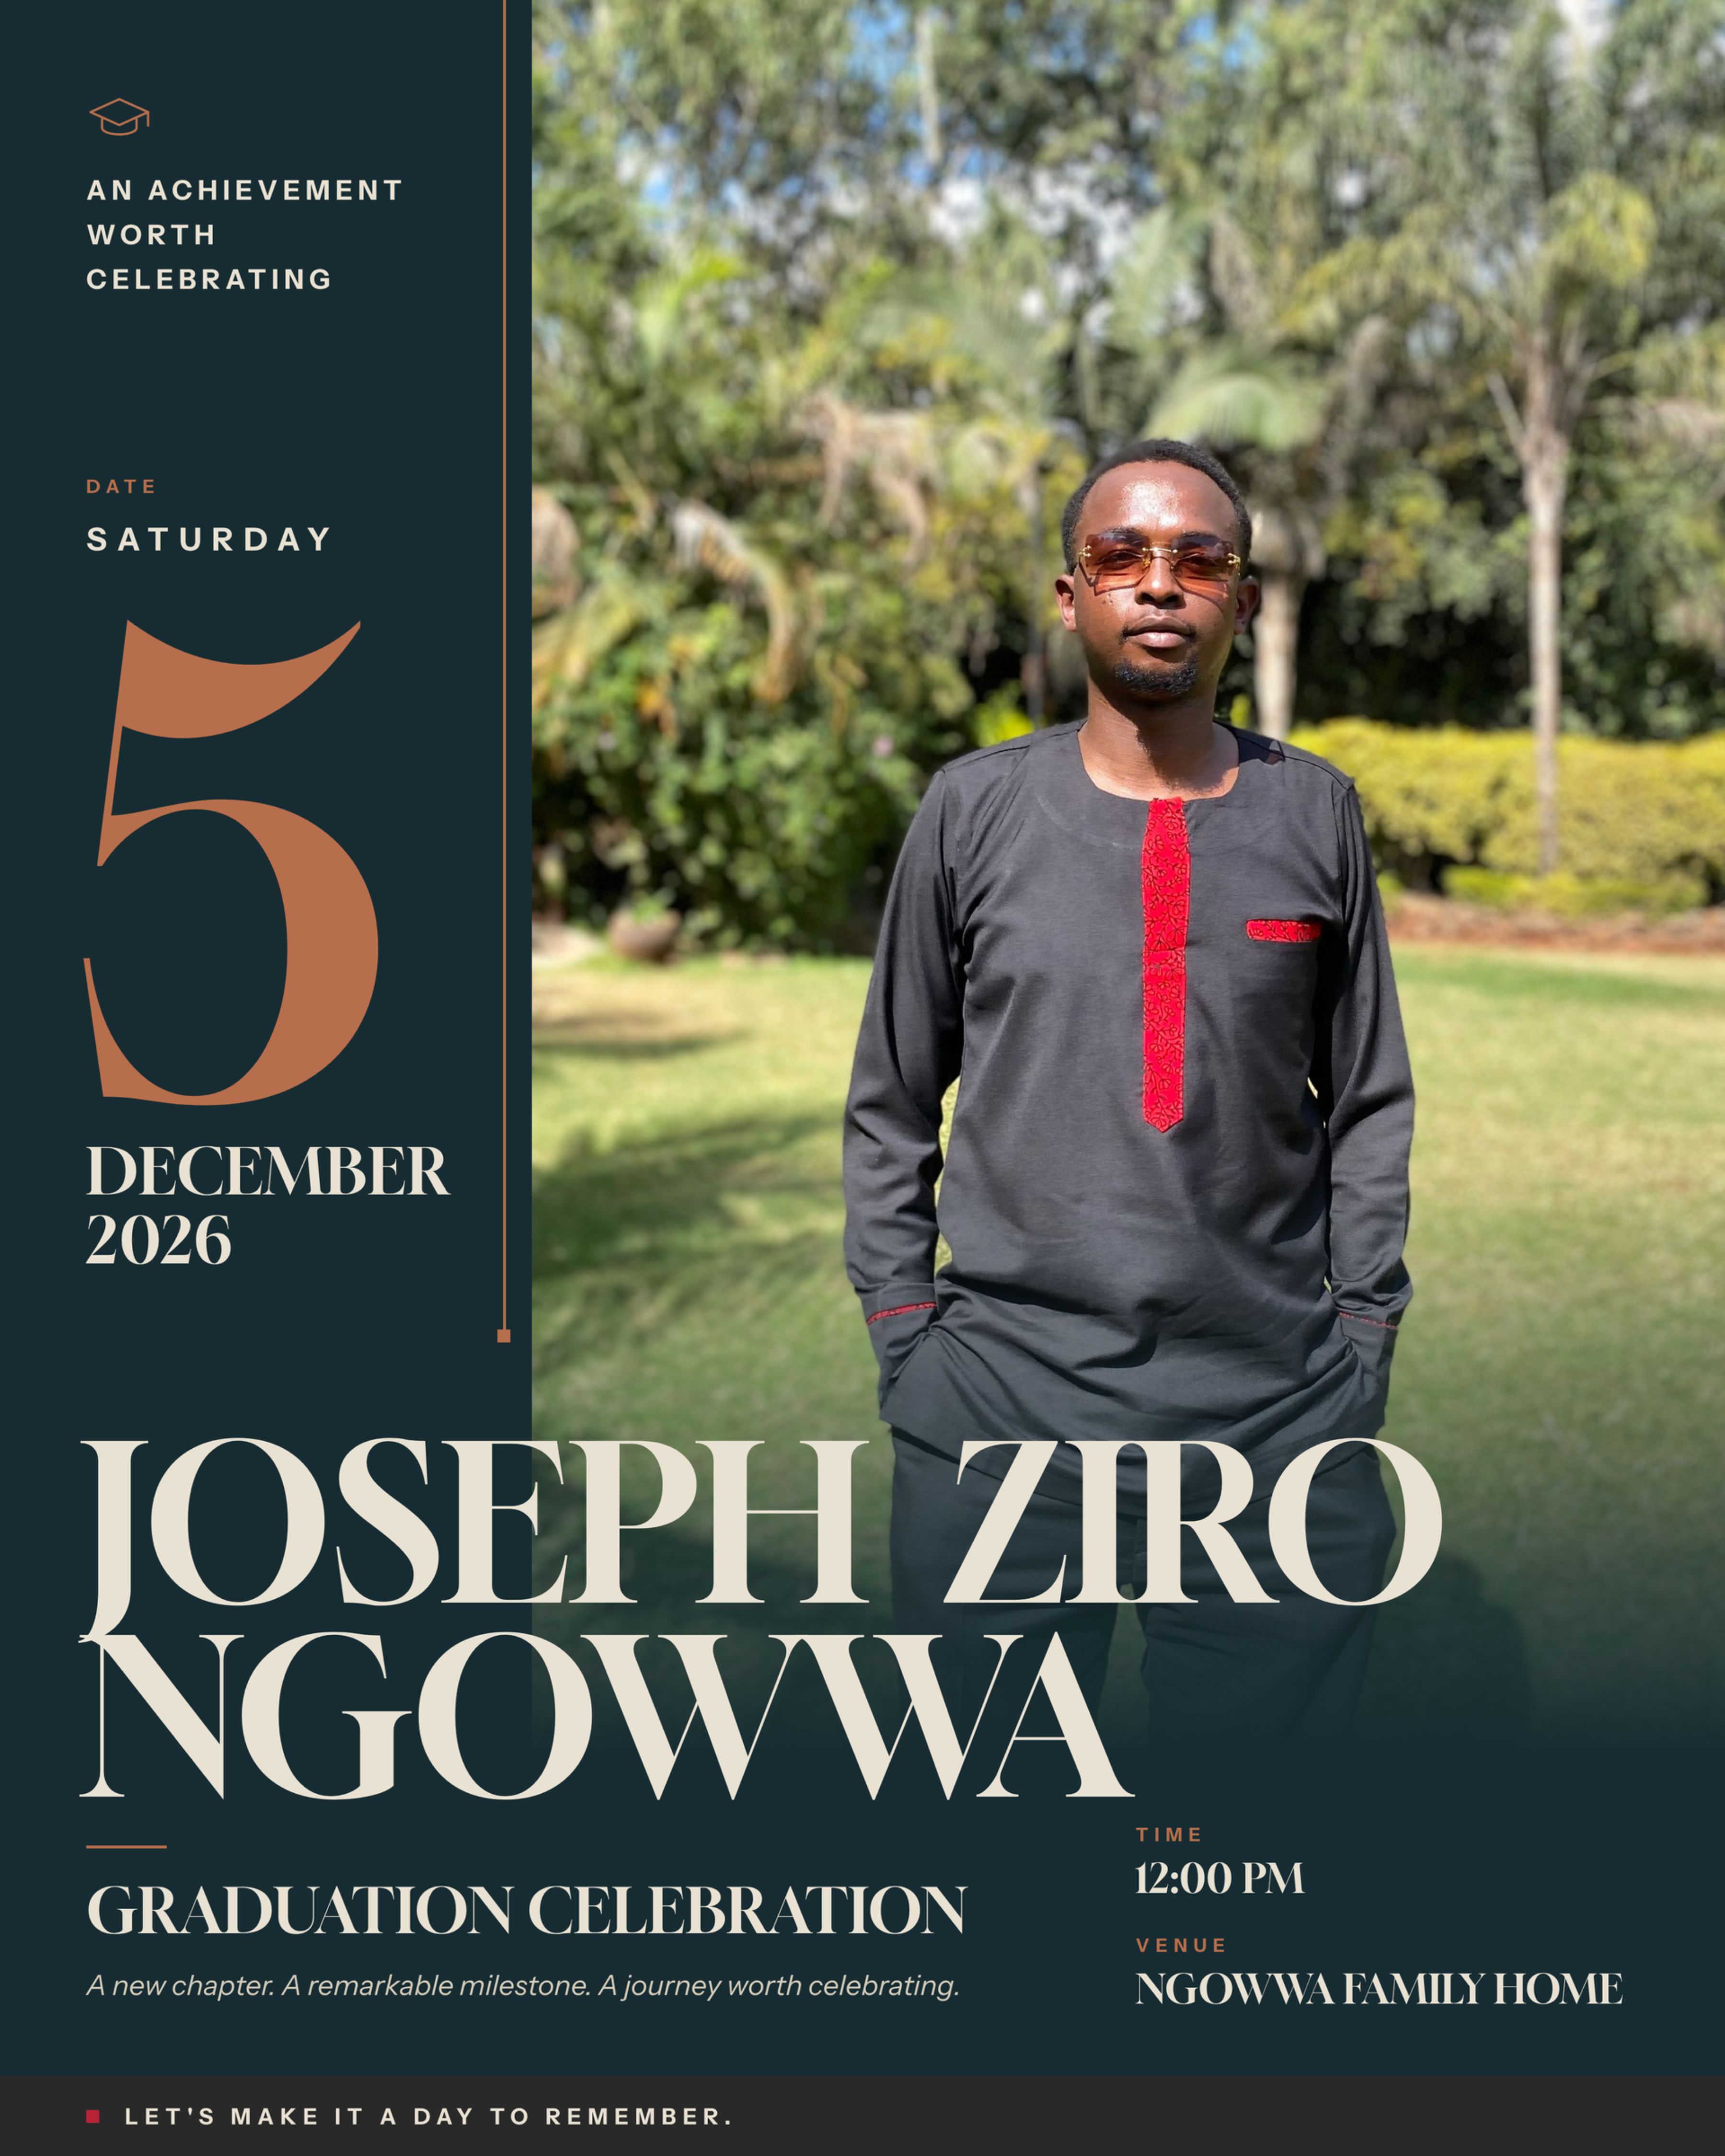 AN ACHIEVEMENT
WORTH
CELEBRATING
DATE
SATURDAY
5
DECEMBER
2026
JOSEPH ZIRO
NGOWWA
GRADUATION CELEBRATION
A new chapter. A remarkable milestone. A journey worth celebrating.
TIME
12:00 PM
VENUE
NGOWWA FAMILY HOME
LET'S MAKE IT A DAY TO REMEMBER.